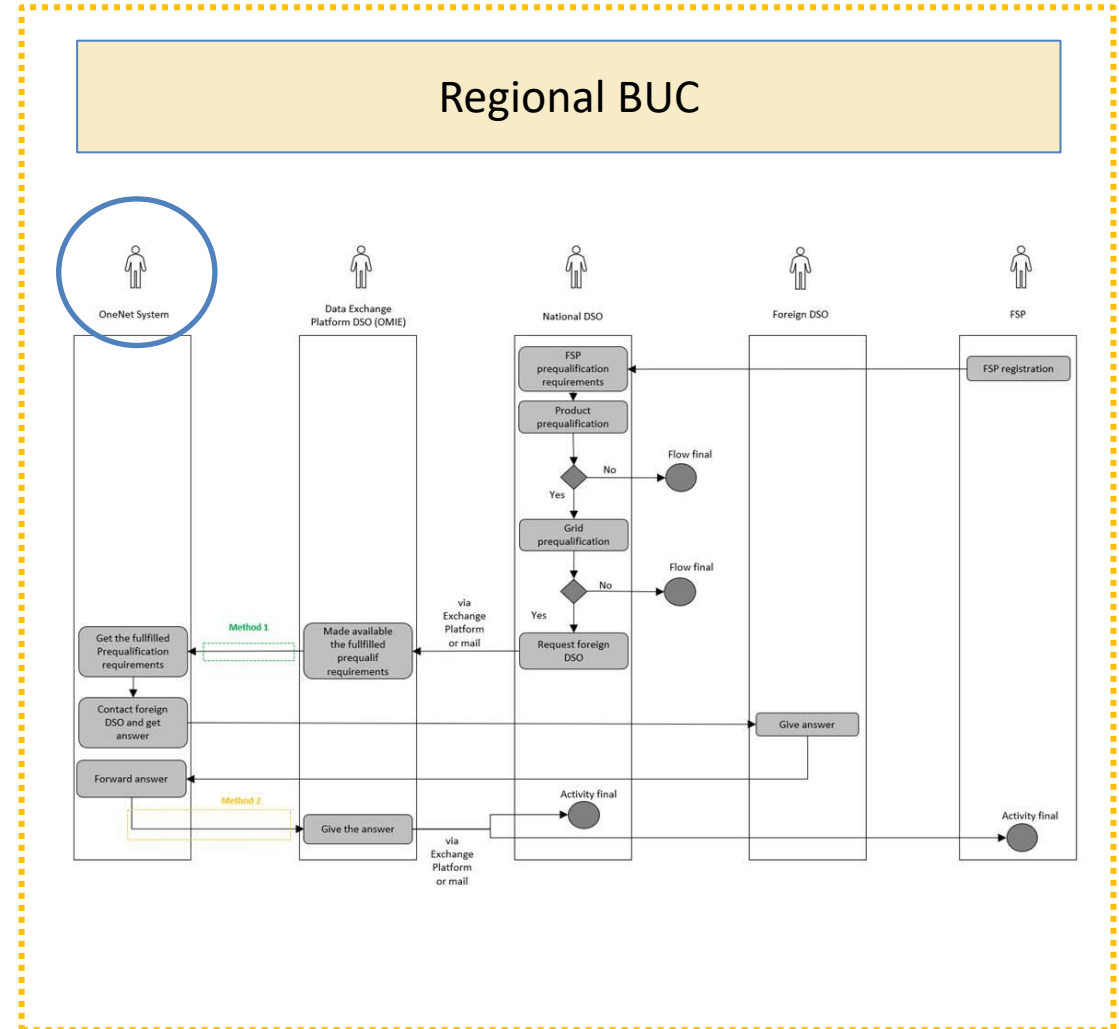 Regional BUC
OneNet System
Data Exchange
Platform DSO (OMIE)
National DSO
Foreign DSO
FSP
FSP
prequalification
requirements
FSP registration
Product
prequalification
No
Flow final
Yes
Grid
prequalification
No
Flow final
Yes
via
Exchange
Platform
or mail
Get the fullfilled
Prequalification
requirements
Method 1
Made available
the fullfilled
prequalif
requirements
Request foreign
DSO
Contact foreign
DSO and get
answer
Give answer
Forward answer
Method 2
Give the answer
via
Exchange
Platform
or mail
Activity final
Activity final